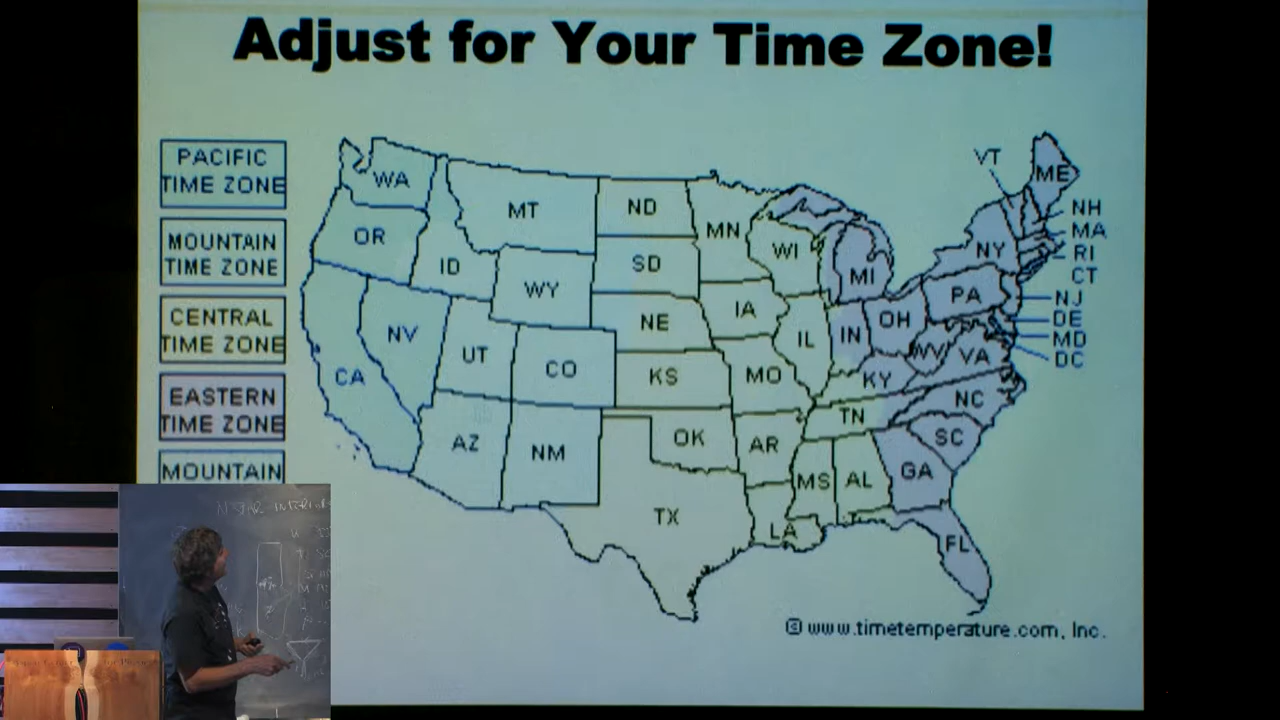 Adjust for Your Time Zone!
PACIFIC
TIME ZONE
MOUNTAIN
TIME ZONE
CENTRAL
TIME ZONE
EASTERN
TIME ZONE
MOUNTAIN
WA
MT
ND
MN
VT
ME
OR
ID
SD
WI
MI
NY
NH
MA
RI
CT
WY
NE
IA
PA
NJ
DE
MD
DC
NV
UT
CO
KS
MO
IL
IN
OH
WV
VA
KY
CA
AZ
NM
OK
AR
TN
NC
SC
TX
LA
MS
AL
GA
FL
© www.timetemperature.com, Inc.